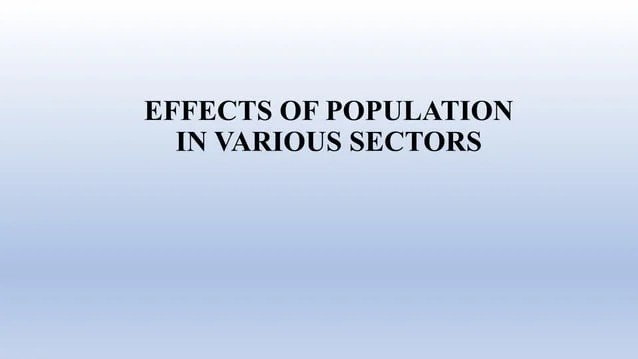 EFFECTS OF POPULATION
IN VARIOUS SECTORS